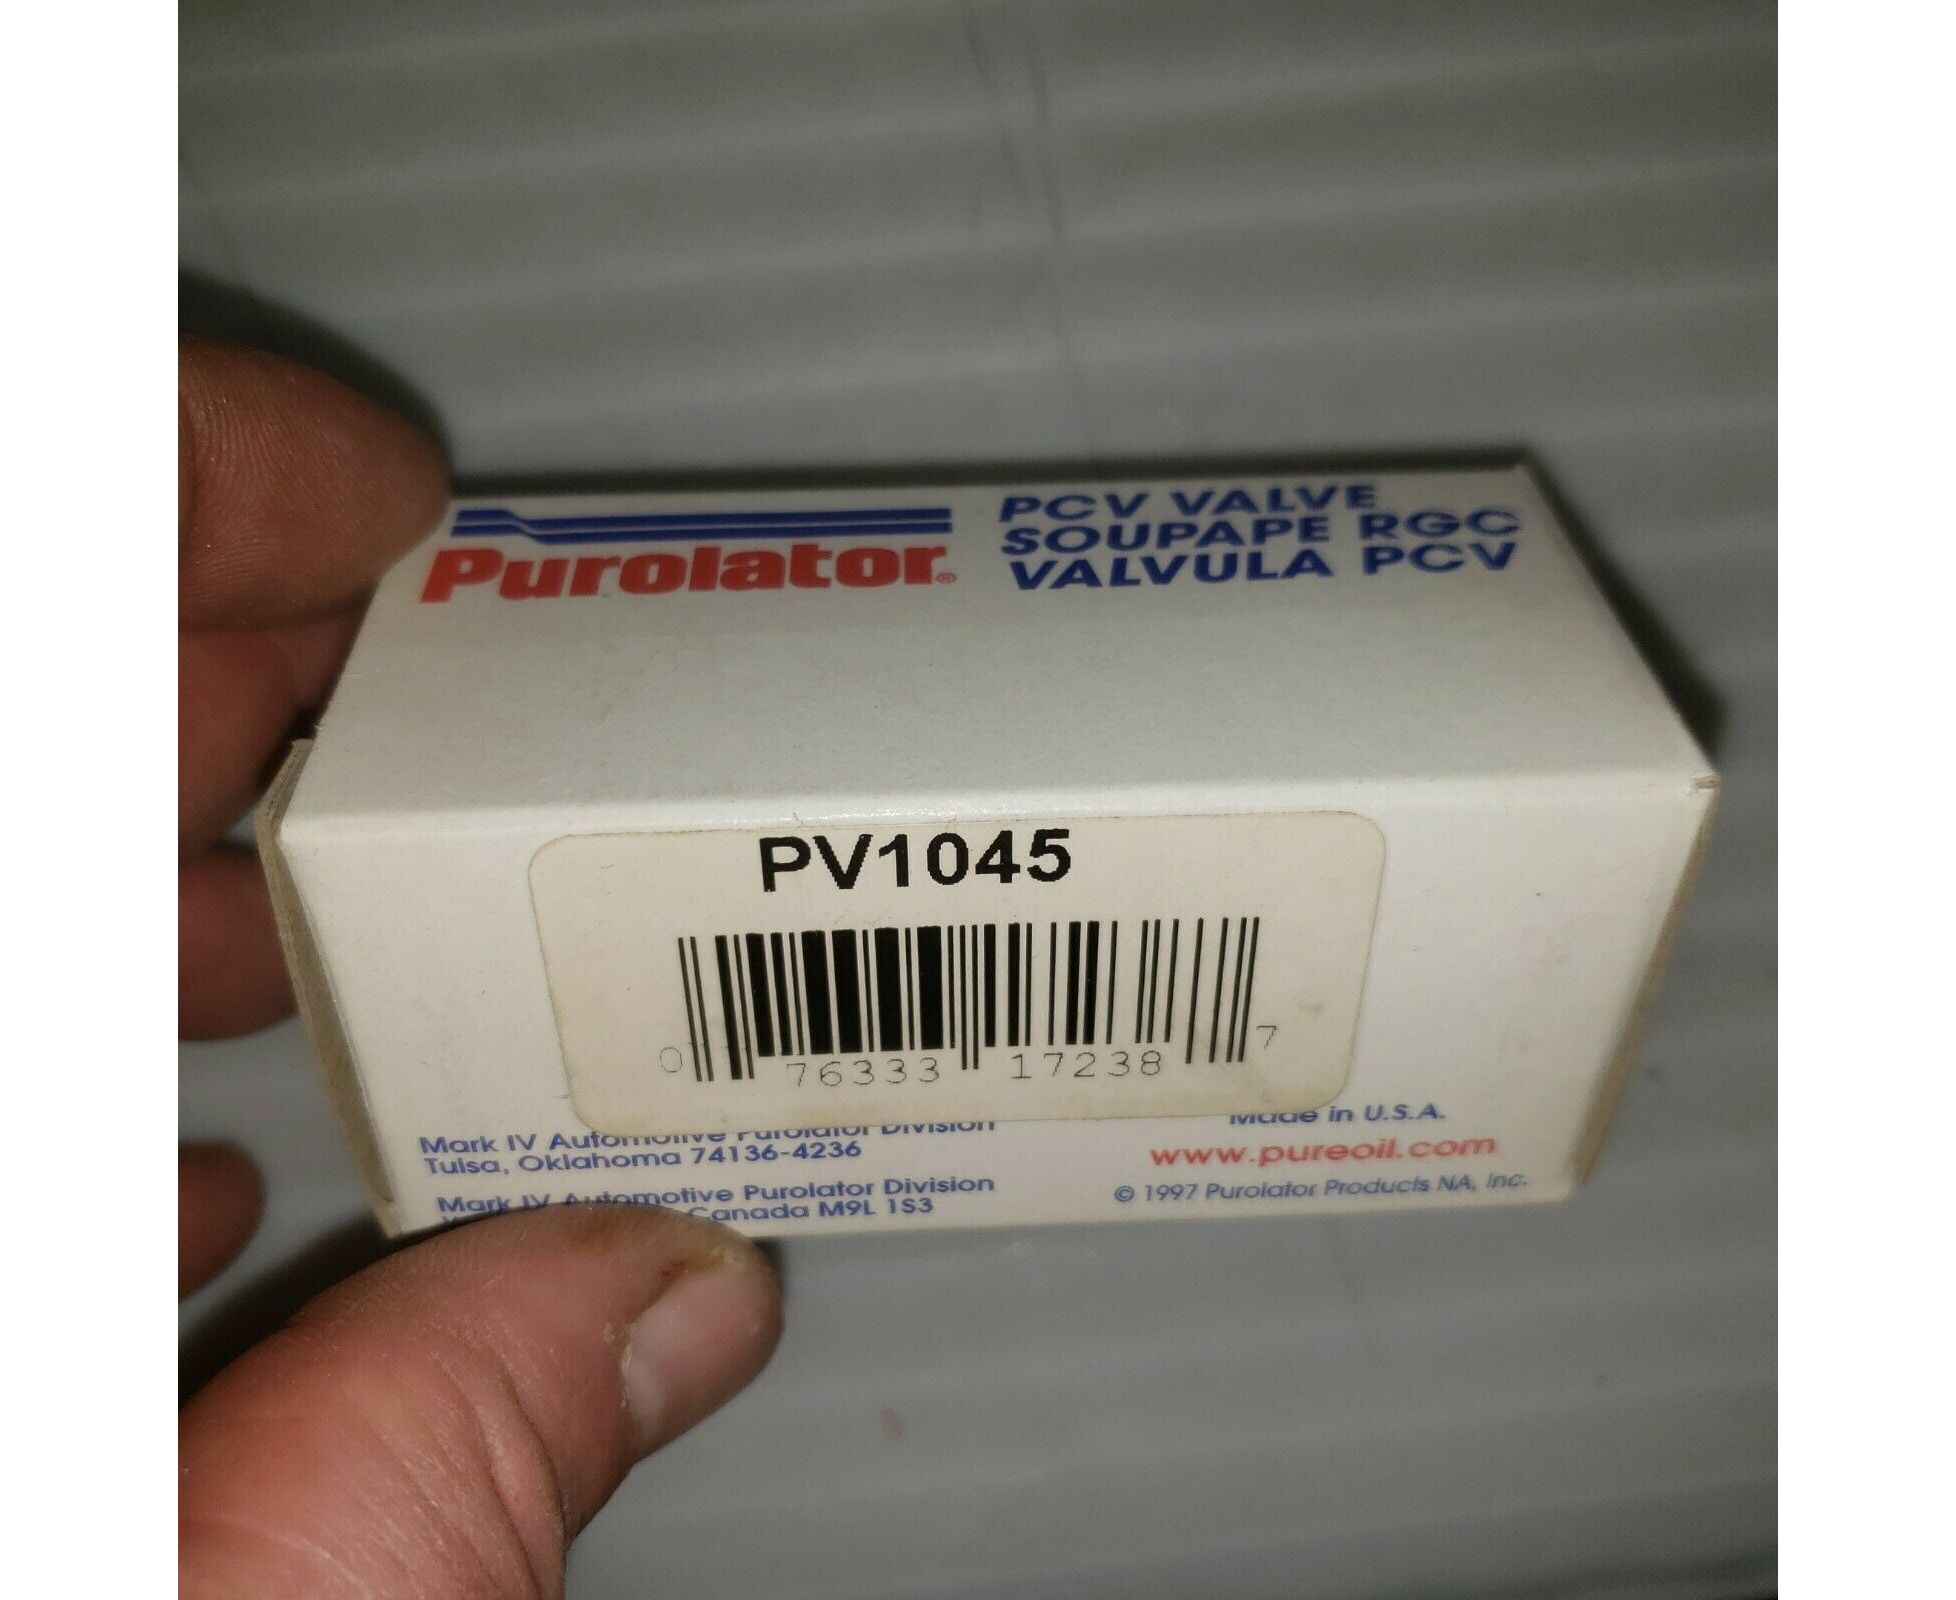 Purolator®
PCV VALVE
SOUPAPE RGC
VALVULA PCV
PV1045
0 76333 17238 7
Mark IV Automotive Purolator Division
Tulsa, Oklahoma 74136-4236
Mark IV Automotive Purolator Division
Canada M9L 1S3
Made in U.S.A.
www.pureoil.com
© 1997 Purolator Products NA, Inc.